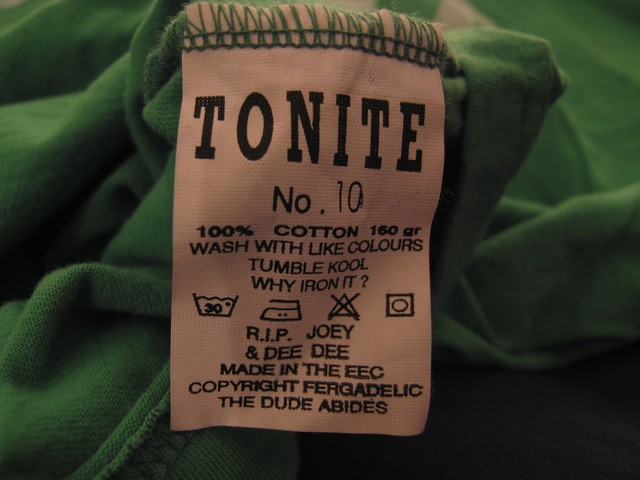 TONITE
No. 10
100% COTTON 160 gr
WASH WITH LIKE COLOURS
TUMBLE KOOL
WHY IRON IT?
30
R.I.P. JOEY
& DEE DEE
MADE IN THE EEC
COPYRIGHT FERGADELIC
THE DUDE ABIDES